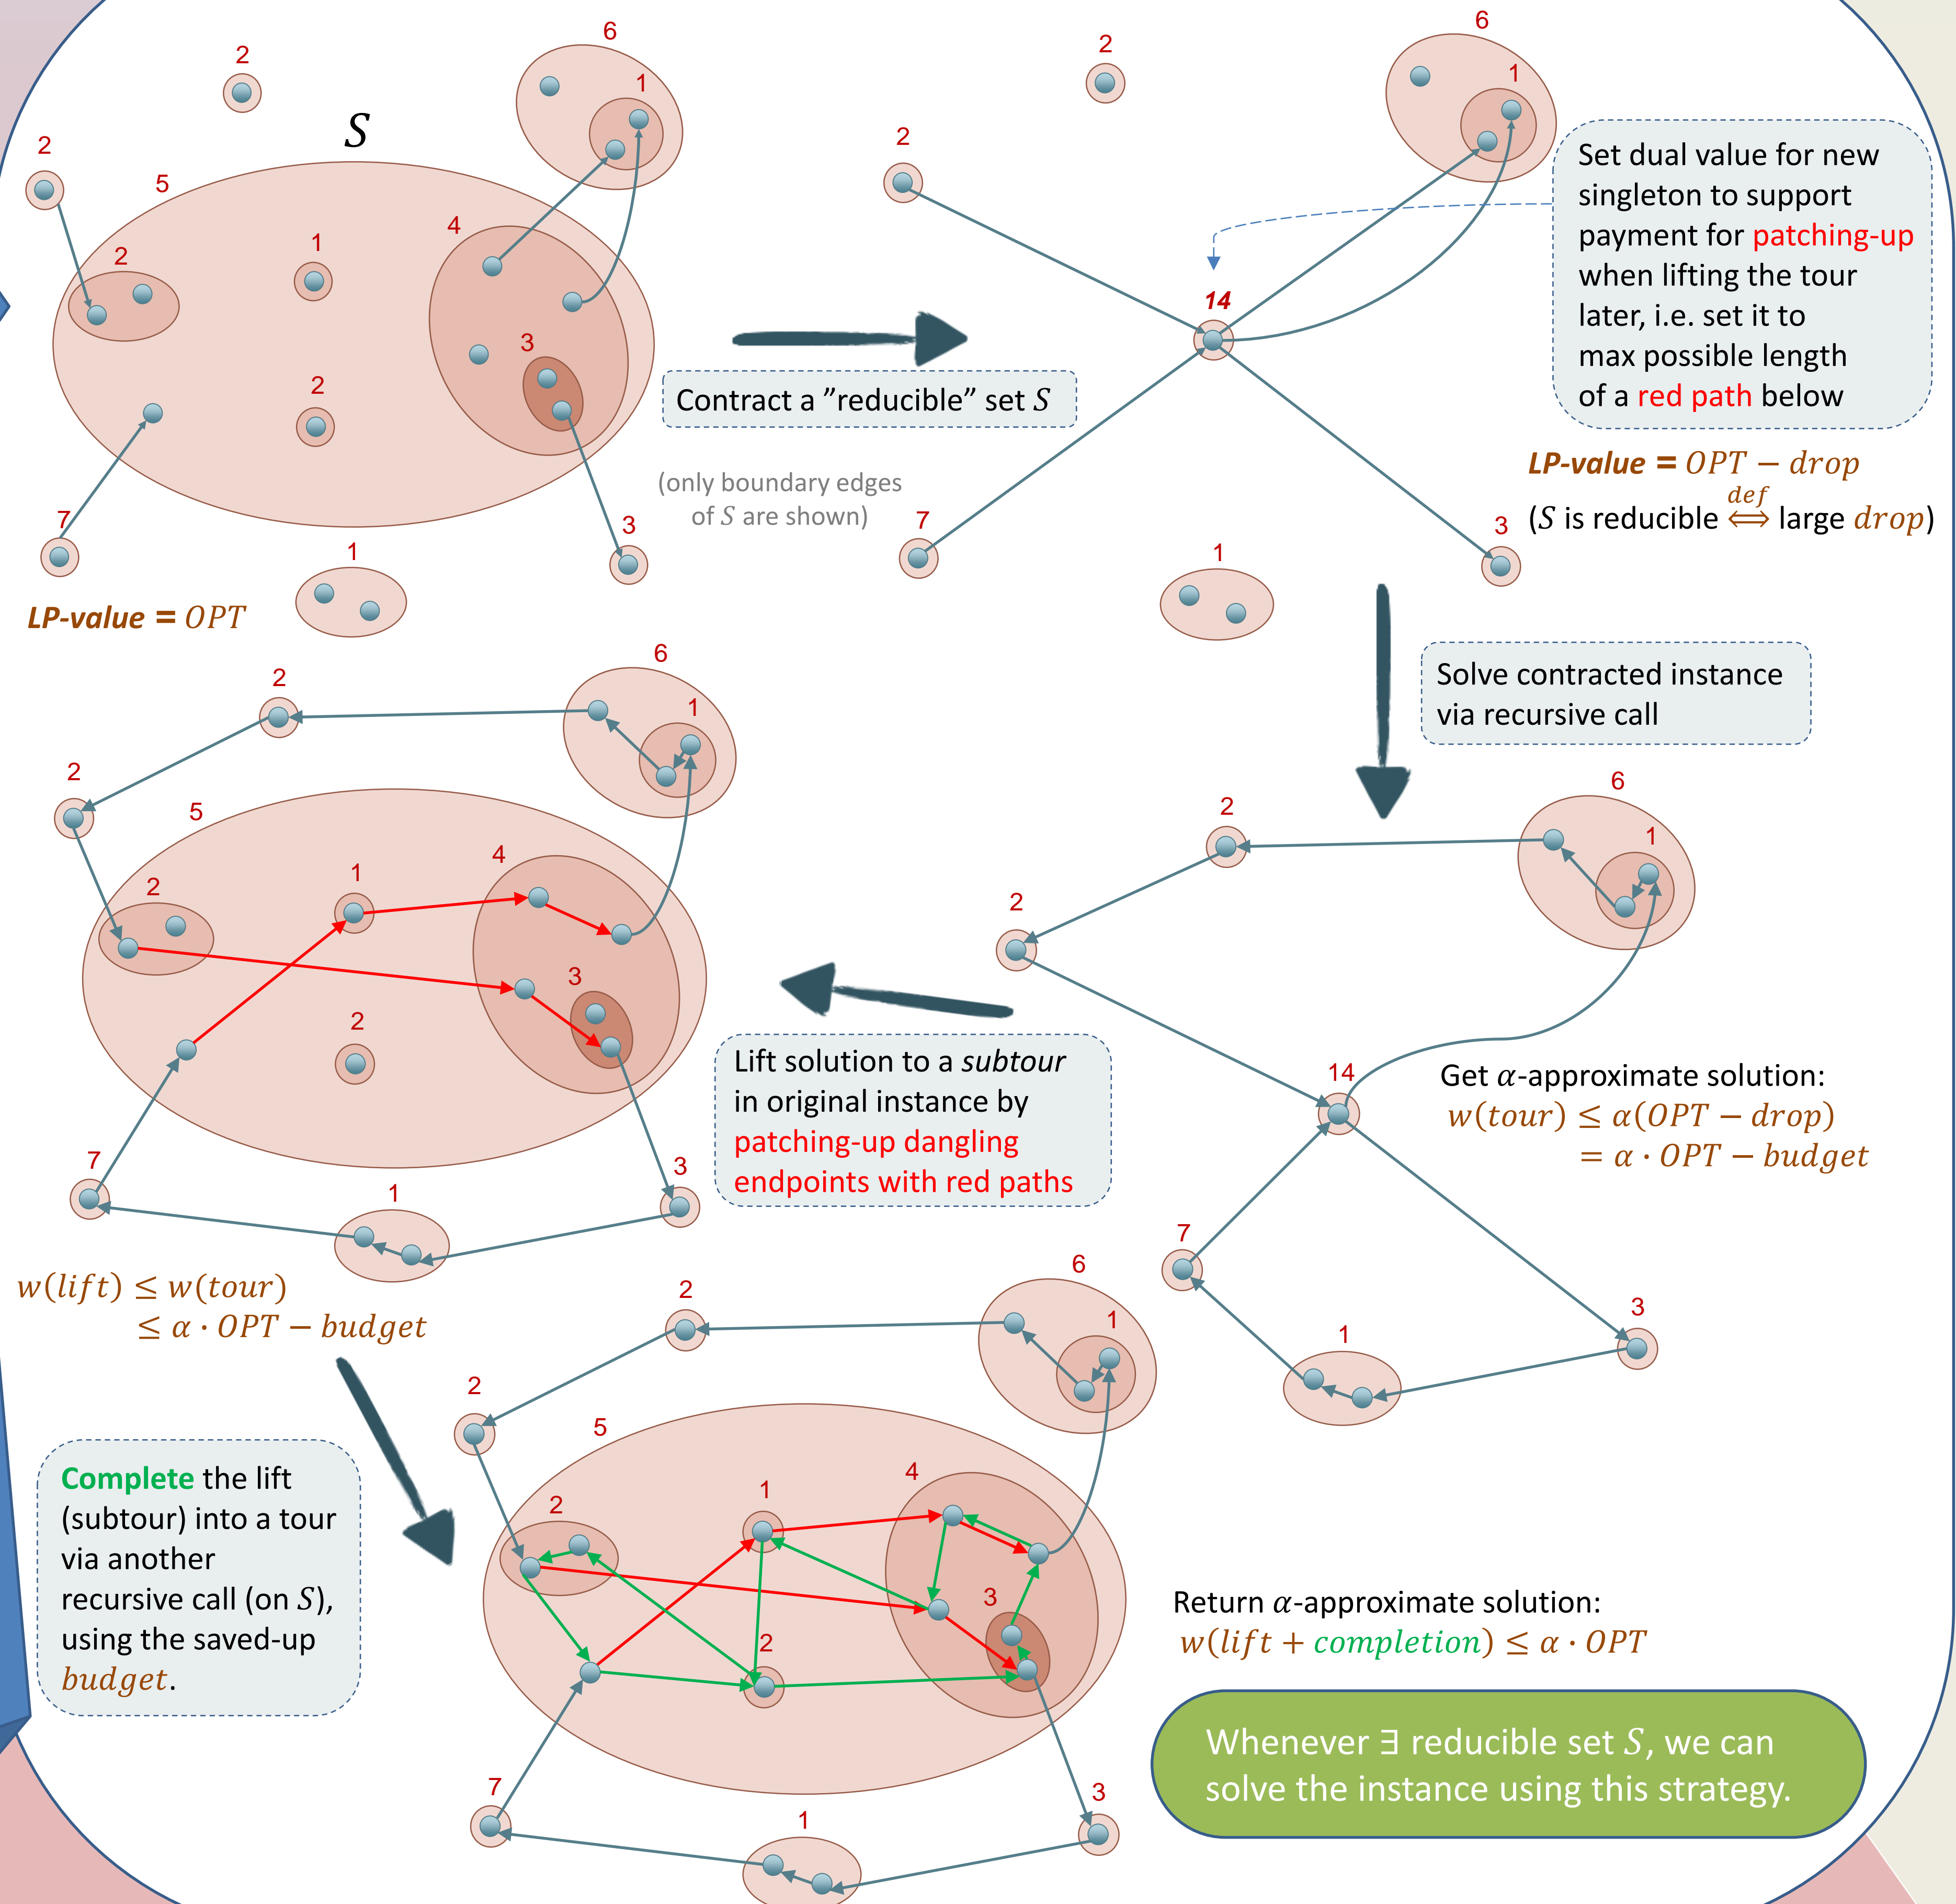 2
6
1
S
2
5
4
1
2
3
2
7
3
1
LP-value = OPT
Contract a ”reducible” set S
(only boundary edges
of S are shown)
2
6
1
2
14
7
3
1
Set dual value for new
singleton to support
payment for patching-up
when lifting the tour
later, i.e. set it to
max possible length
of a red path below
LP-value = OPT − drop
(S is reducible ⟺ def large drop)
Solve contracted instance
via recursive call
6
2
1
2
14
7
3
1
Get α-approximate solution:
w(tour) ≤ α(OPT − drop)
= α · OPT − budget
6
2
1
2
5
4
1
2
3
2
7
3
1
Lift solution to a subtour
in original instance by
patching-up dangling
endpoints with red paths
w(lift) ≤ w(tour)
≤ α · OPT − budget
Complete the lift
(subtour) into a tour
via another
recursive call (on S),
using the saved-up
budget.
6
2
1
2
5
4
1
2
3
2
7
3
1
Return α-approximate solution:
w(lift + completion) ≤ α · OPT
Whenever ∃ reducible set S, we can
solve the instance using this strategy.